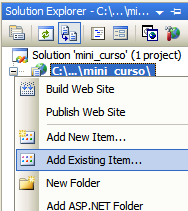 Solution Explorer - C:\...\mi...
Solution 'mini_curso' (1 project)
C:\...\mini_curso\
Build Web Site
Publish Web Site
Add New Item...
Add Existing Item...
New Folder
Add ASP.NET Folder